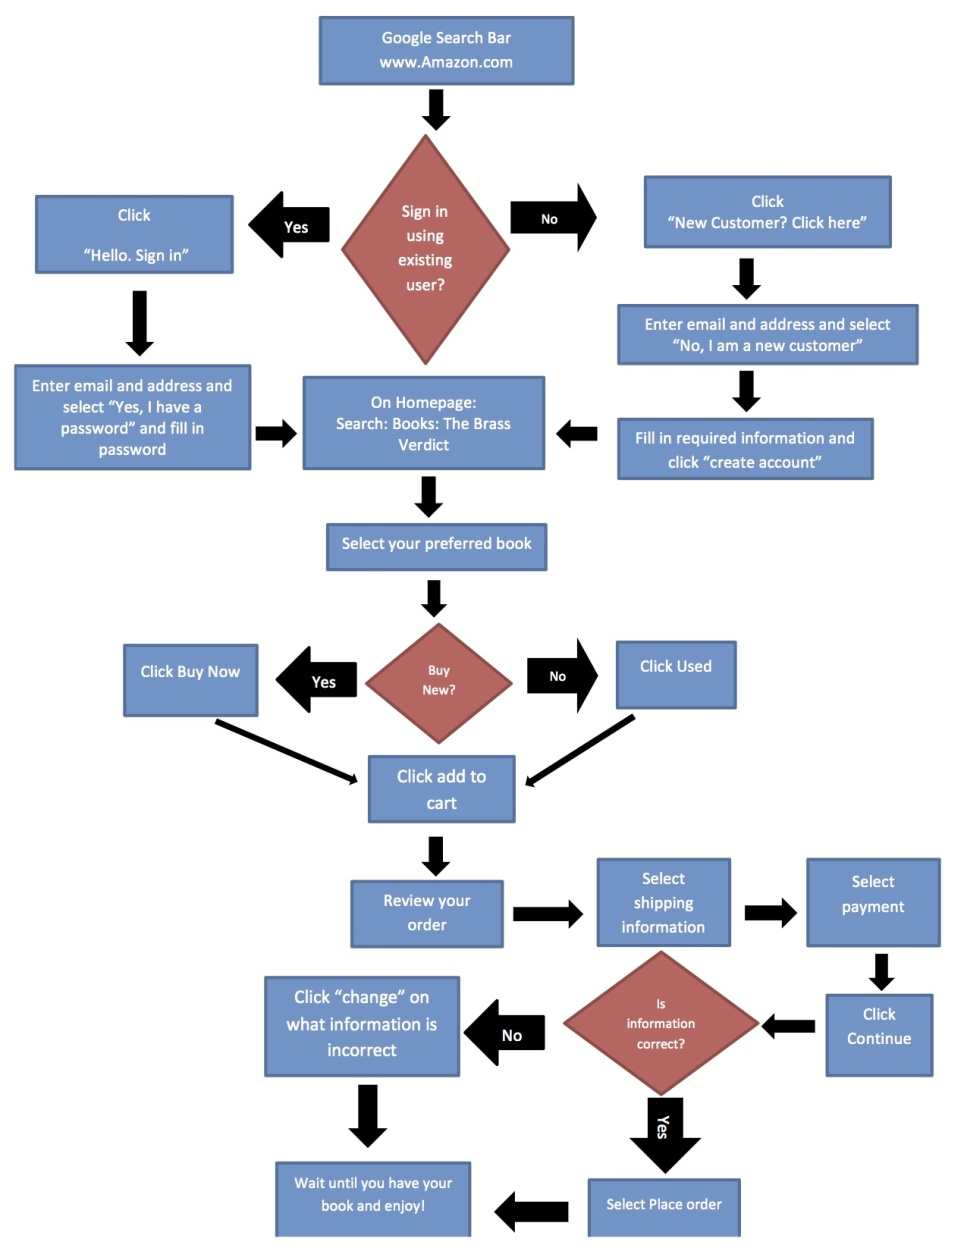 Google Search Bar
www.Amazon.com
Sign in
using
existing
user?
Yes
No
Click
“Hello. Sign in”
Click
“New Customer? Click here”
Enter email and address and select
“No, I am a new customer”
Enter email and address and
select “Yes, I have a
password” and fill in
password
On Homepage:
Search: Books: The Brass
Verdict
Fill in required information and
click “create account”
Select your preferred book
Buy
New?
Yes
No
Click Buy Now
Click Used
Click add to
cart
Review your
order
Select
shipping
information
Select
payment
Click
Continue
Is
information
correct?
No
Click “change” on
what information is
incorrect
Yes
Select Place order
Wait until you have your
book and enjoy!